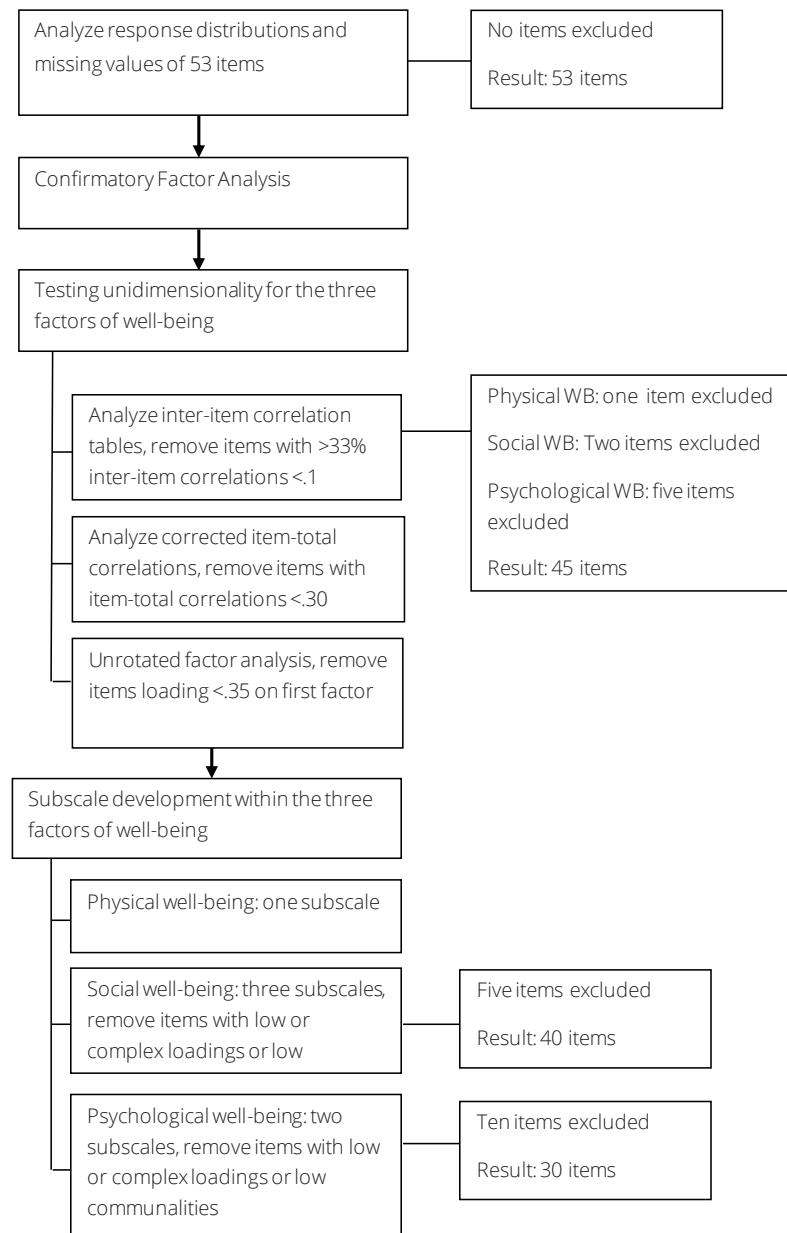 Analyze response distributions and
missing values of 53 items
No items excluded
Result: 53 items
Confirmatory Factor Analysis
Testing unidimensionality for the three
factors of well-being
Analyze inter-item correlation
tables, remove items with >33%
inter-item correlations <.1
Physical WB: one item excluded
Social WB: Two items excluded
Psychological WB: five items
excluded
Result: 45 items
Analyze corrected item-total
correlations, remove items with
item-total correlations <.30
Unrotated factor analysis, remove
items loading <.35 on first factor
Subscale development within the three
factors of well-being
Physical well-being: one subscale
Social well-being: three subscales,
remove items with low or
complex loadings or low
Five items excluded
Result: 40 items
Psychological well-being: two
subscales, remove items with low
or complex loadings or low
communalities
Ten items excluded
Result: 30 items